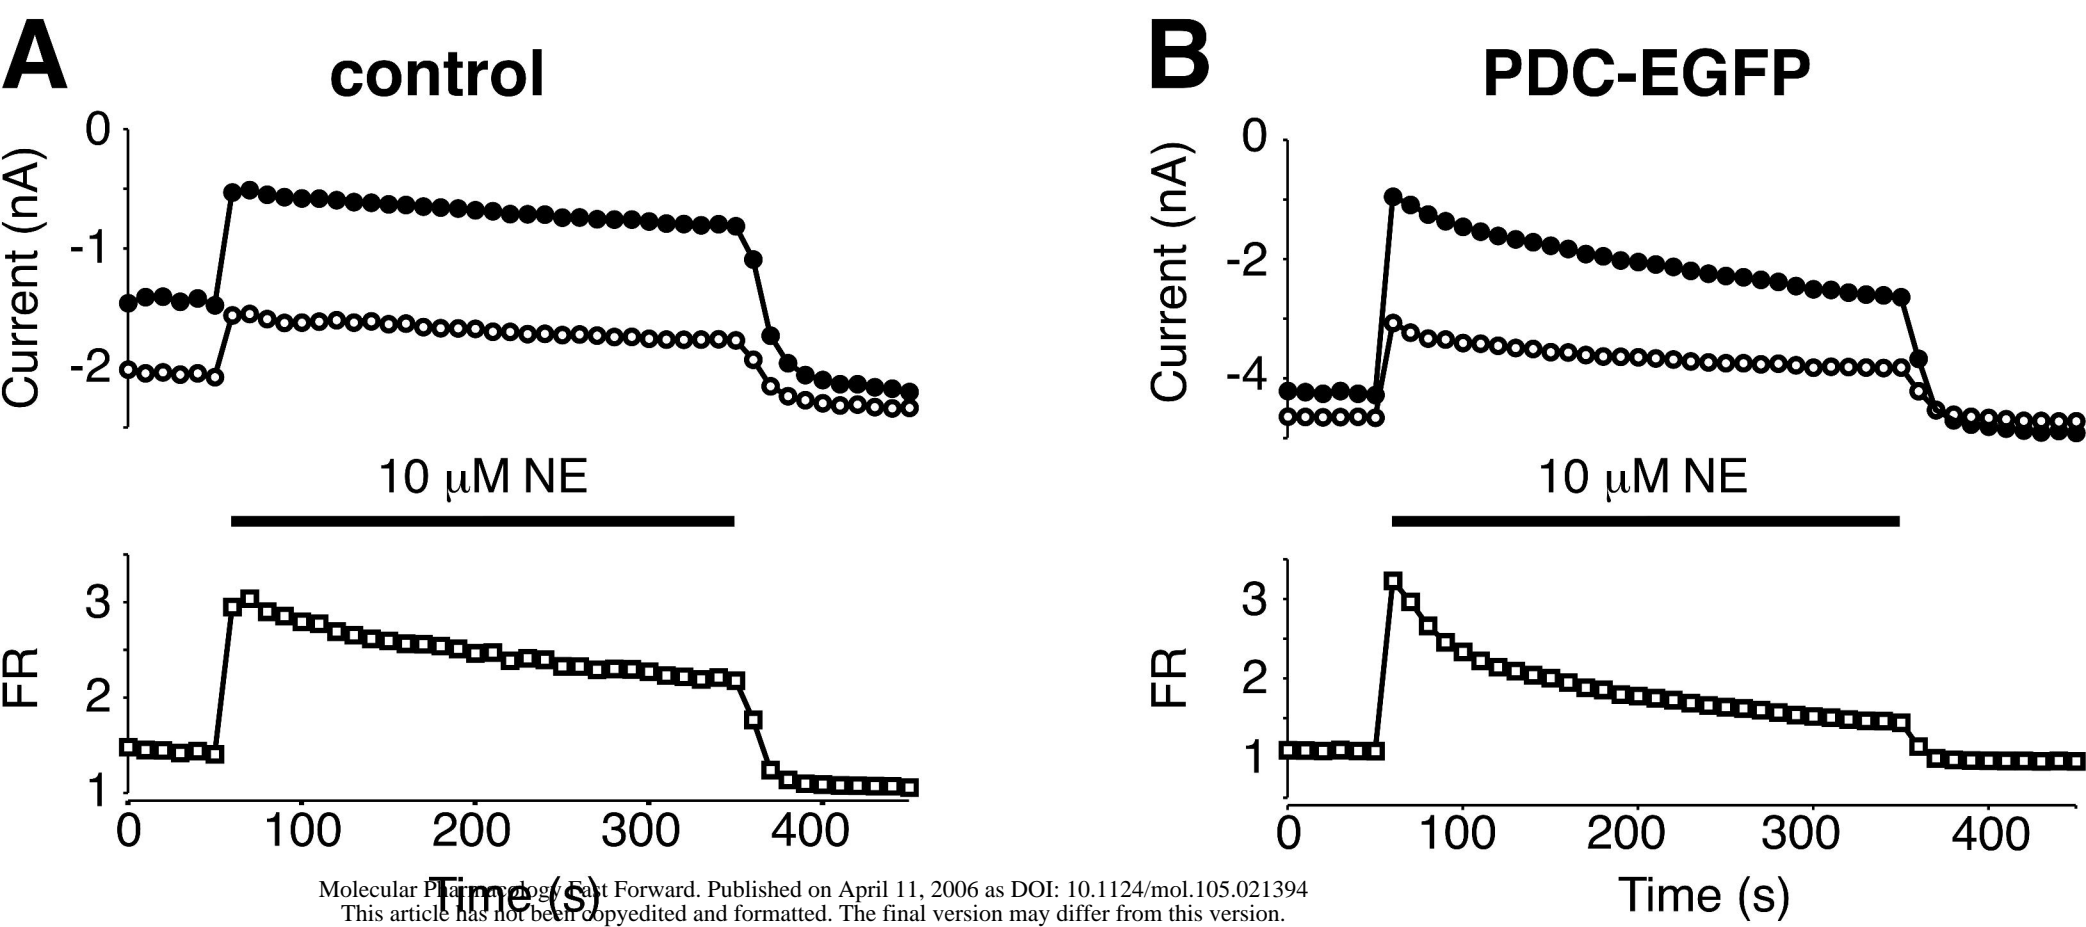 A
control
0
-1
-2
Current (nA)
10 μM NE
3
2
1
FR
0 100 200 300 400
Time (s)
B
PDC-EGFP
0
-2
-4
Current (nA)
10 μM NE
3
2
1
FR
0 100 200 300 400
Time (s)
Molecular Pharmacology Fast Forward. Published on April 11, 2006 as DOI: 10.1124/mol.105.021394
This article has not been copyedited and formatted. The final version may differ from this version.